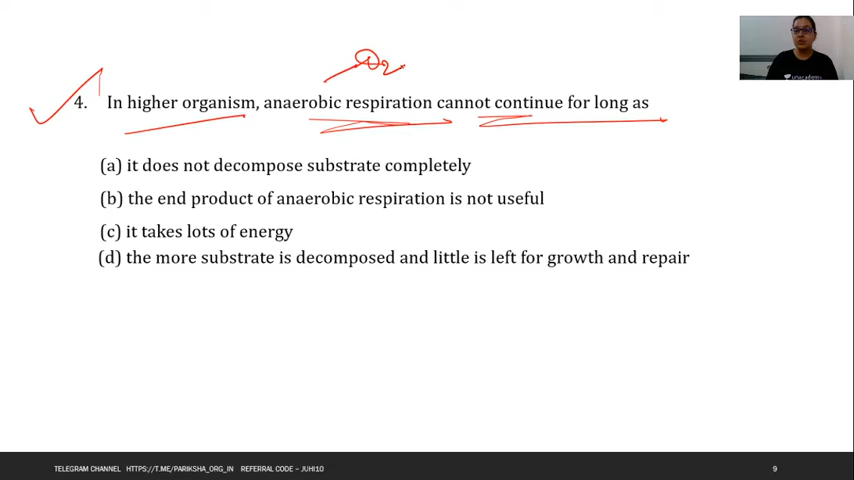 O2
4. In higher organism, anaerobic respiration cannot continue for long as
(a) it does not decompose substrate completely
(b) the end product of anaerobic respiration is not useful
(c) it takes lots of energy
(d) the more substrate is decomposed and little is left for growth and repair
unacademy
TELEGRAM CHANNEL HTTPS://T.ME/PARIKSHA_ORG_IN REFERRAL CODE – JUHI10
9